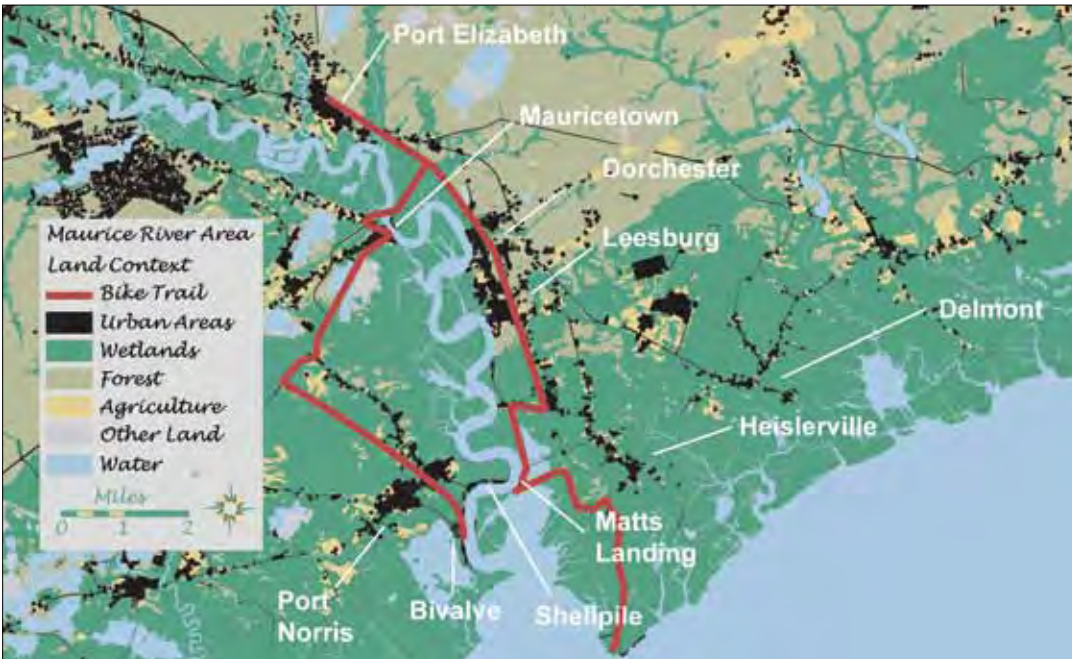 Port Elizabeth
Mauricetown
Dorchester
Leesburg
Delmont
Heislerville
Matts
Landing
Shellpile
Bivalve
Port
Norris
Maurice River Area
Land Context
Bike Trail
Urban Areas
Wetlands
Forest
Agriculture
Other Land
Water
Miles
0 1 2